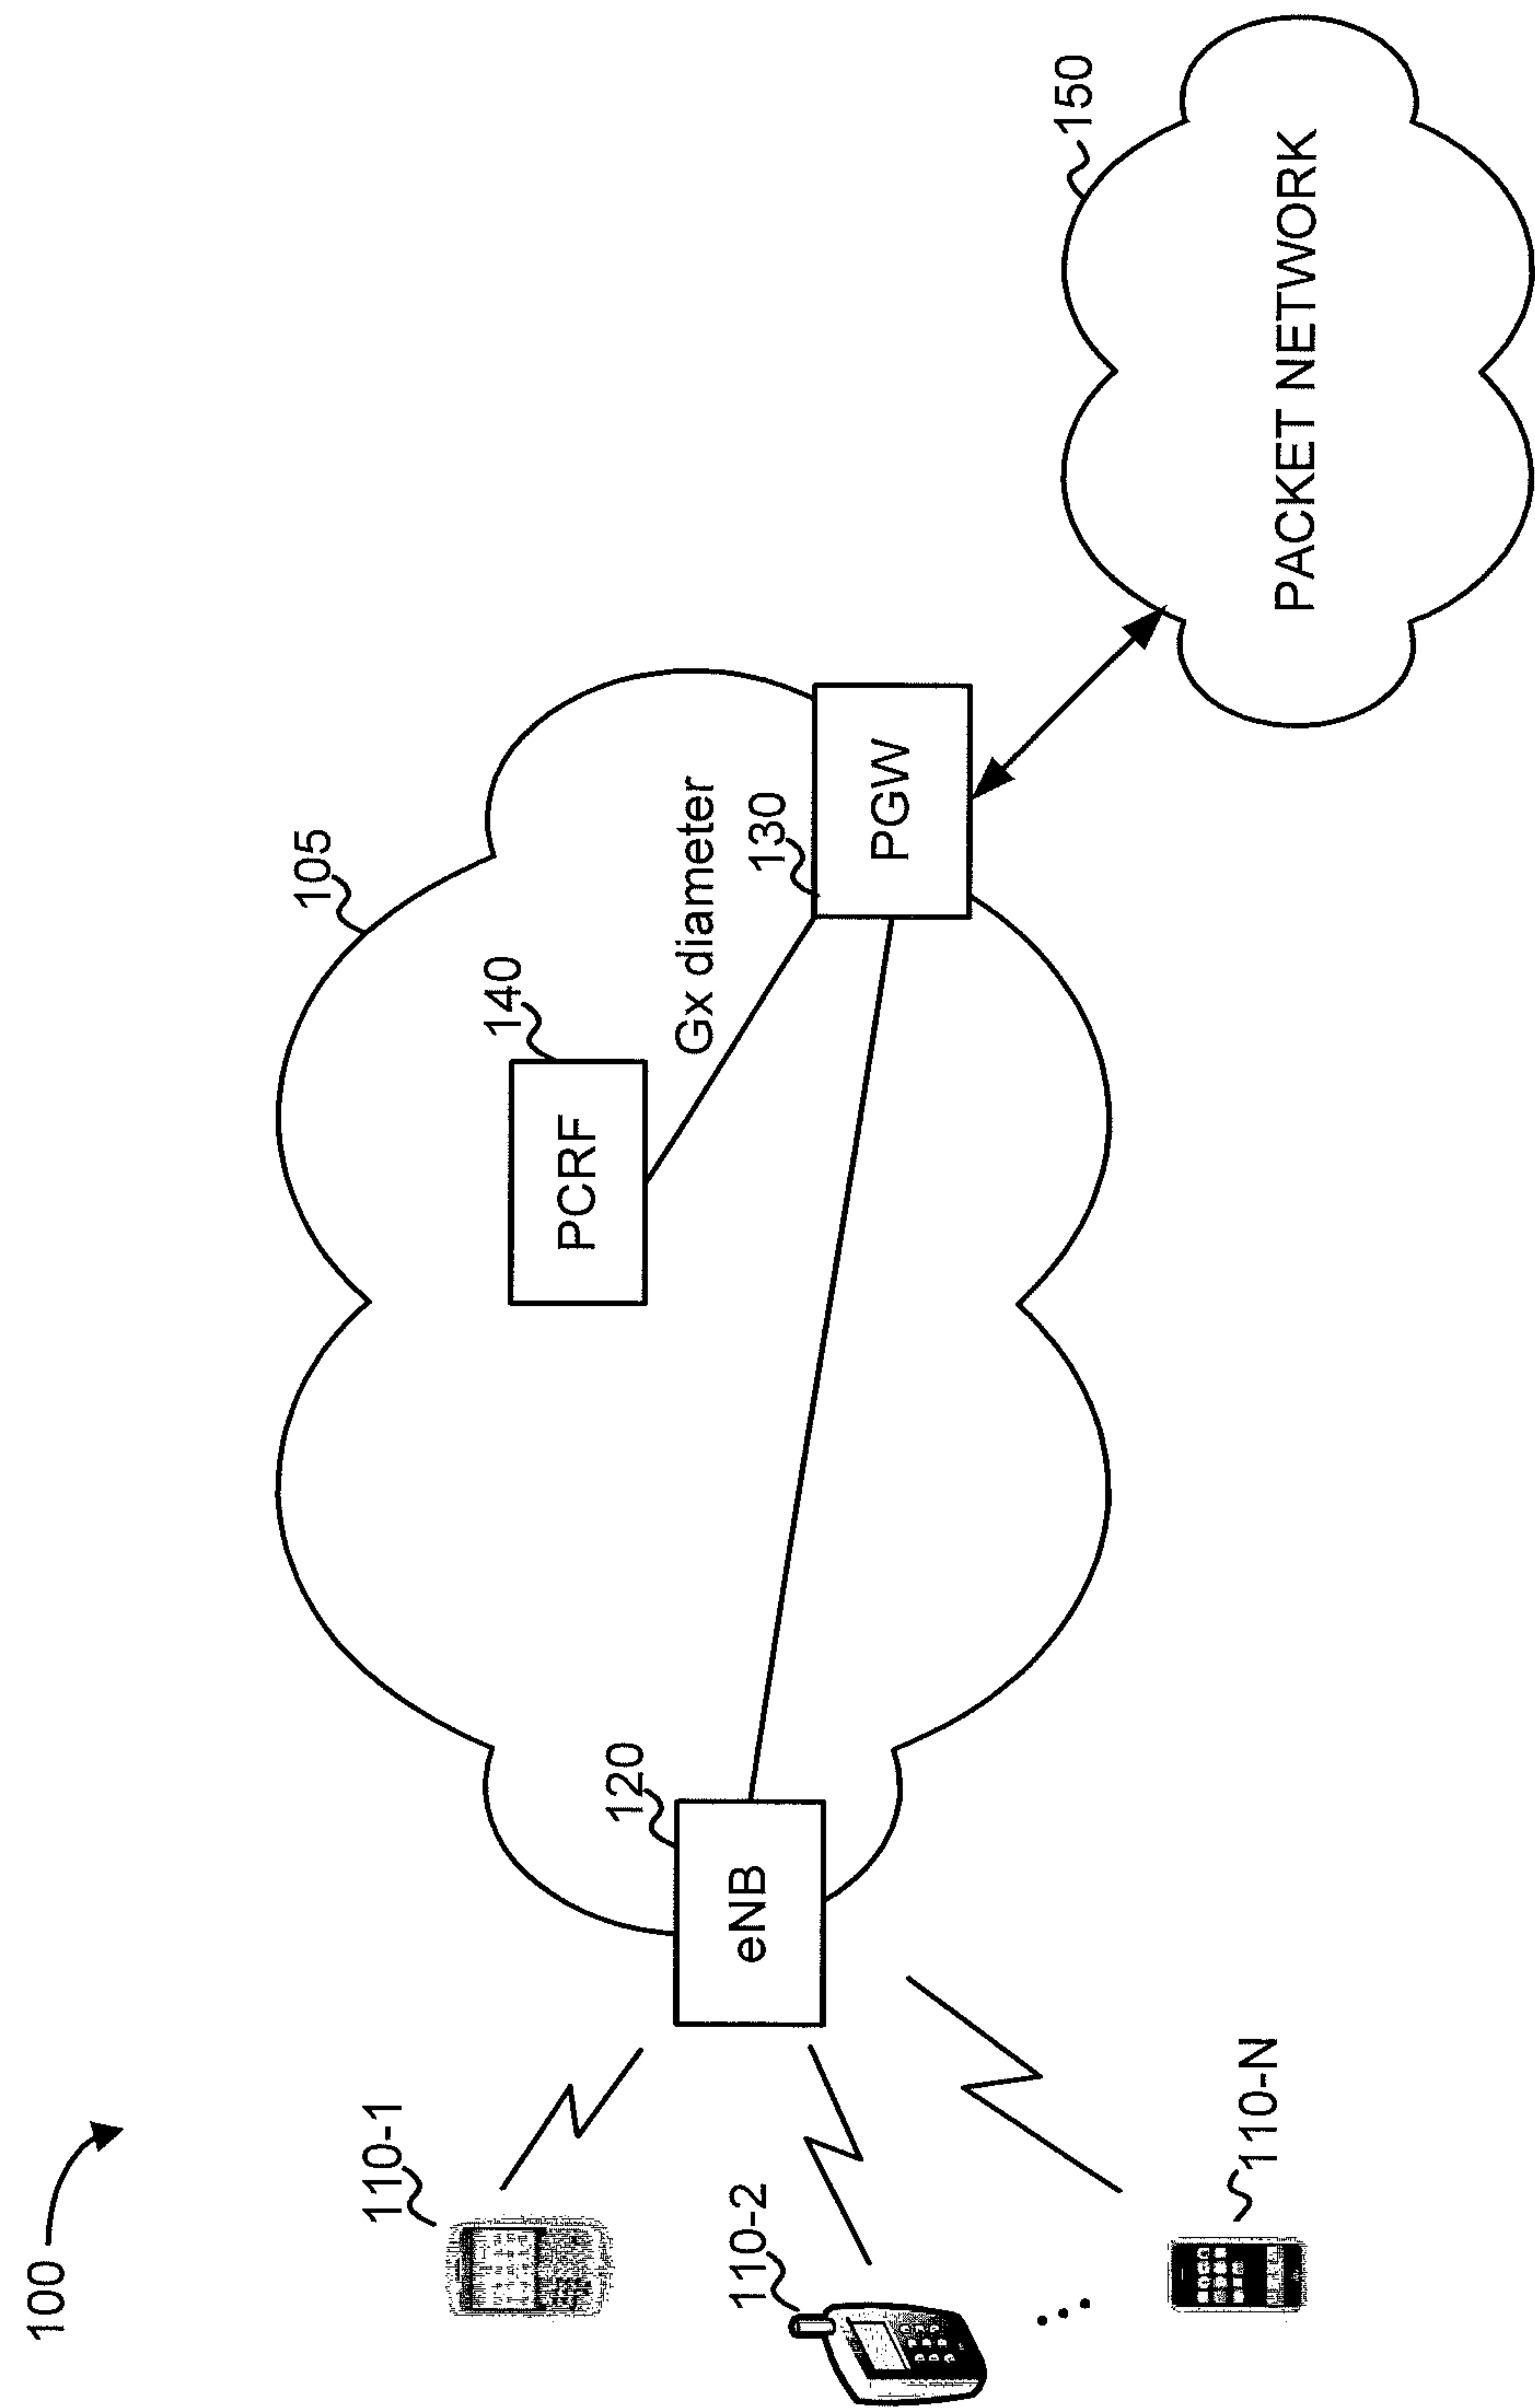 100
105
110-1
140
PCRF
Gx diameter
120
eNB
130
PGW
110-2
150
PACKET NETWORK
110-N